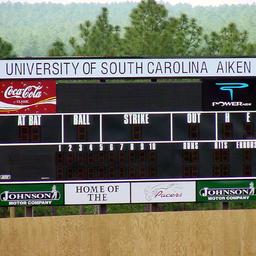 UNIVERSITY OF SOUTH CAROLINA AIKEN
Coca-Cola
CLASSIC
POWERADE
AT BAT BALL STRIKE OUT H E
1 2 3 4 5 6 7 8 9 10 RUNS HITS ERRORS
JOHNSON
MOTOR COMPANY
HOME OF
THE
Pacers
JOHNSON
MOTOR COMPANY